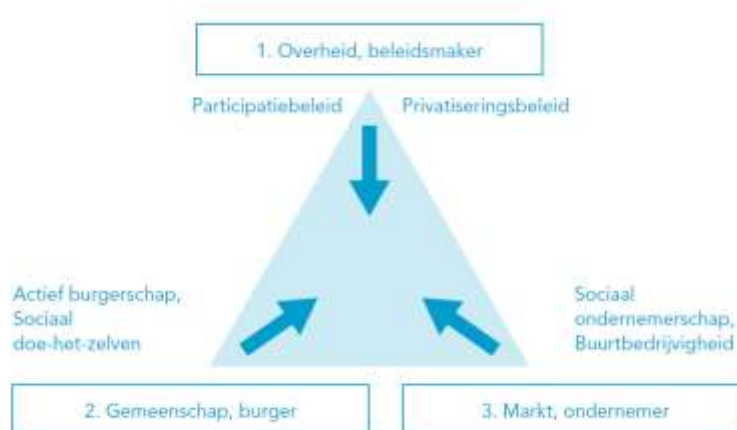 1. Overheid, beleidsmaker
Participatiebeleid
Privatiseringsbeleid
Actief burgerschap,
Sociaal
doe-het-zelven
Sociaal
ondernemerschap,
Buurtbedrijvigheid
2. Gemeenschap, burger
3. Markt, ondernemer